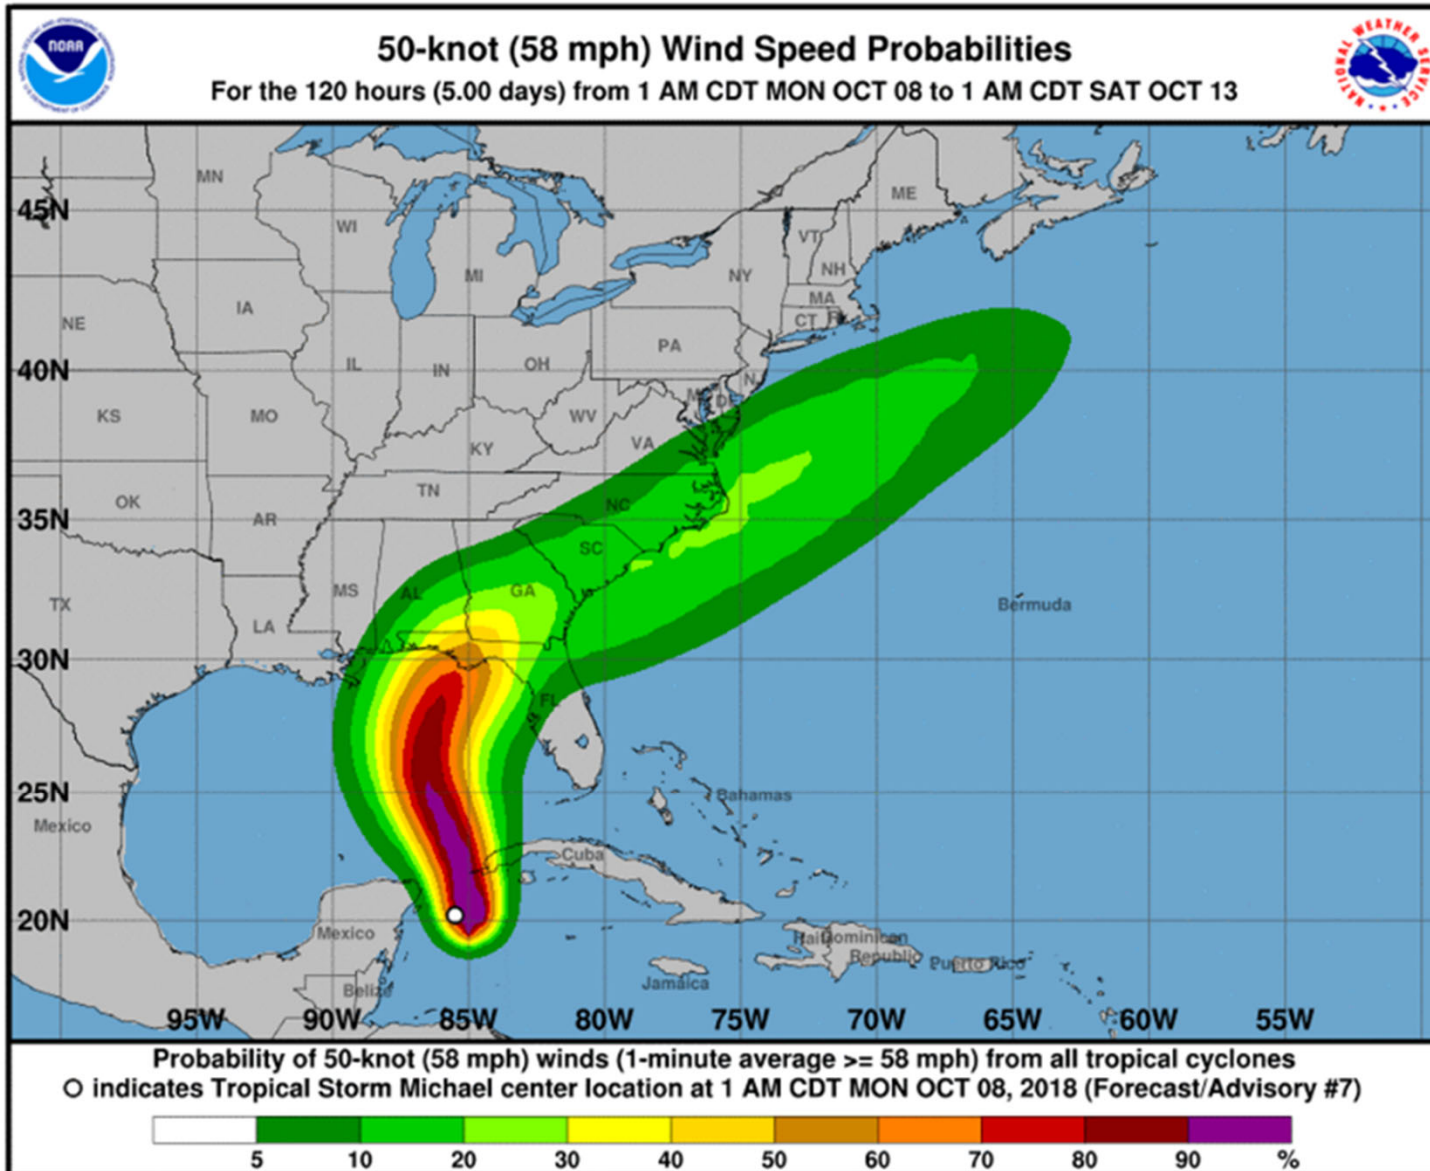 NOAA
50-knot (58 mph) Wind Speed Probabilities
For the 120 hours (5.00 days) from 1 AM CDT MON OCT 08 to 1 AM CDT SAT OCT 13
NATIONAL WEATHER SERVICE
MN
ME
45N
WI
VT
MI
NY
NH
IA
MA
NE
CT
PA
40N
IL
IN
OH
KS
MO
WV
VA
KY
TN
OK
NC
35N
AR
SC
MS
AL
GA
TX
Bermuda
LA
30N
FL
25N
Bahamas
Mexico
Cuba
20N
Mexico
Haiti
Dominican
Republic
Puerto Rico
Jamaica
Belize
95W 90W 85W 80W 75W 70W 65W 60W 55W
Probability of 50-knot (58 mph) winds (1-minute average >= 58 mph) from all tropical cyclones
O indicates Tropical Storm Michael center location at 1 AM CDT MON OCT 08, 2018 (Forecast/Advisory #7)
5 10 20 30 40 50 60 70 80 90 %